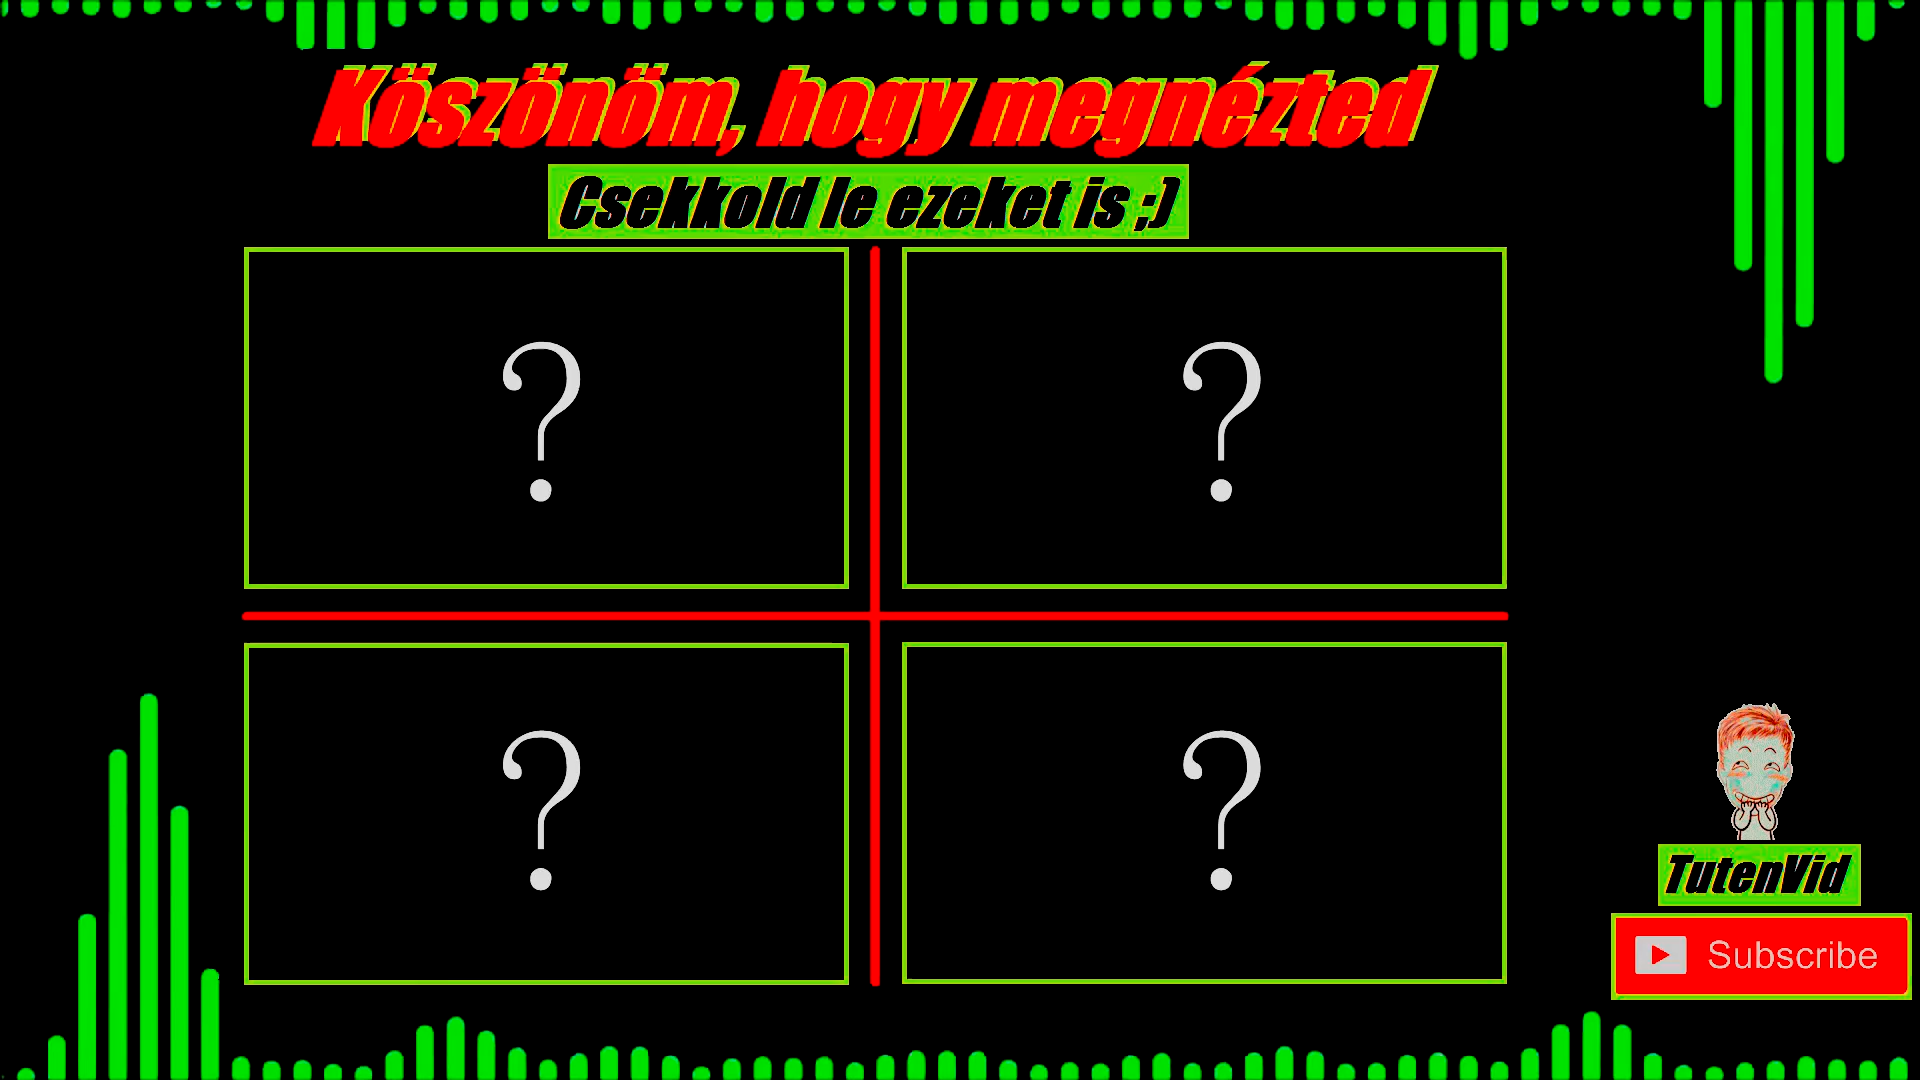 Köszönöm, hogy megnézted
Csekkold le ezeket is ;)
? ?
? ?
TutenVid
Subscribe